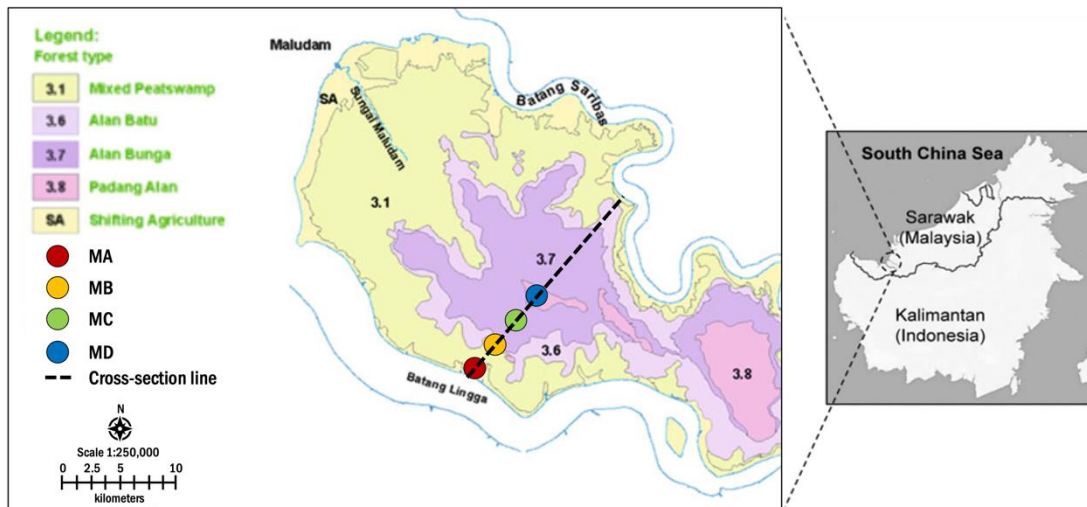 Legend:
Forest type
3.1 Mixed Peatswamp
3.6 Alan Batu
3.7 Alan Bunga
3.8 Padang Alan
SA Shifting Agriculture
MA
MB
MC
MD
Cross-section line
N
Scale 1:250,000
0 2.5 5 10
kilometers
Maludam
SA
Sungai Maludam
Batang Saribas
3.1
3.7
3.6
3.8
Batang Lingga
South China Sea
Sarawak
(Malaysia)
Kalimantan
(Indonesia)